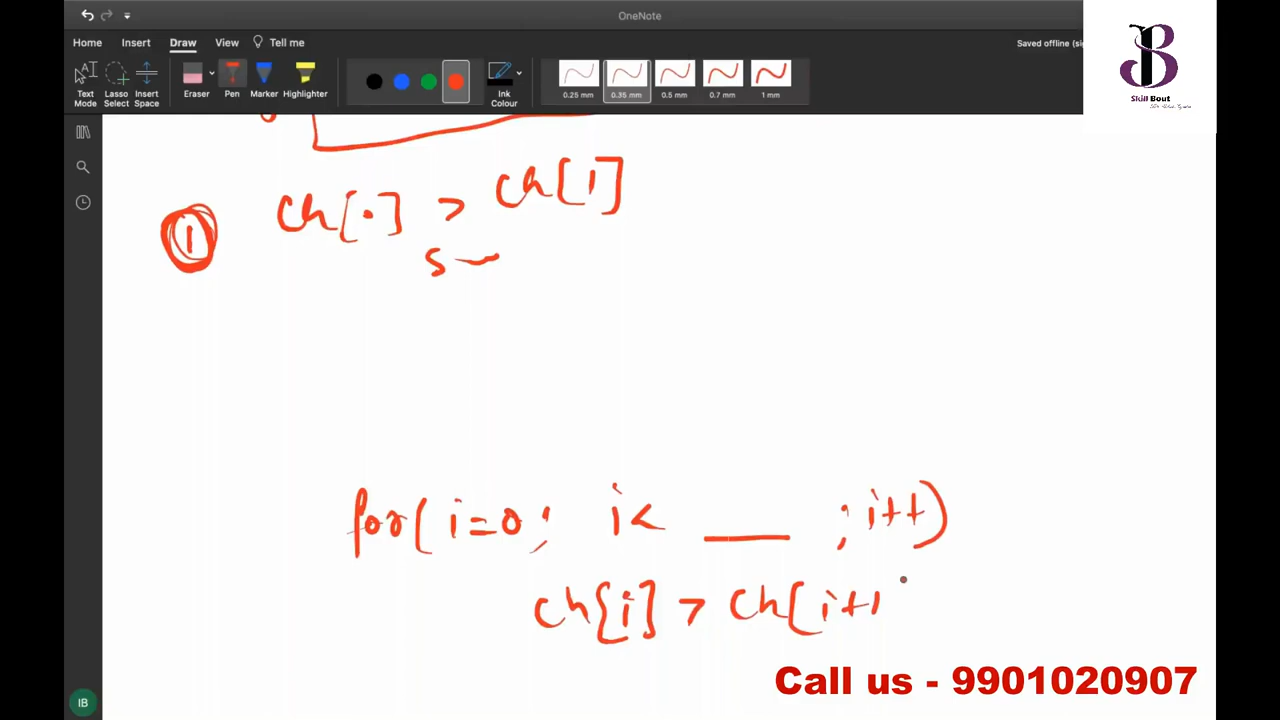 OneNote
Home Insert Draw View Tell me
Saved offline
Text Mode
Lasso Select
Insert Space
Eraser
Pen
Marker
Highlighter
Ink Colour
0.25 mm 0.35 mm 0.5 mm 0.7 mm 1 mm
Skill Bout
1 ch[0] > ch[1]
s
for( i=0; i< ___ ; i++)
ch[i] > ch[i+1
Call us - 9901020907
IB